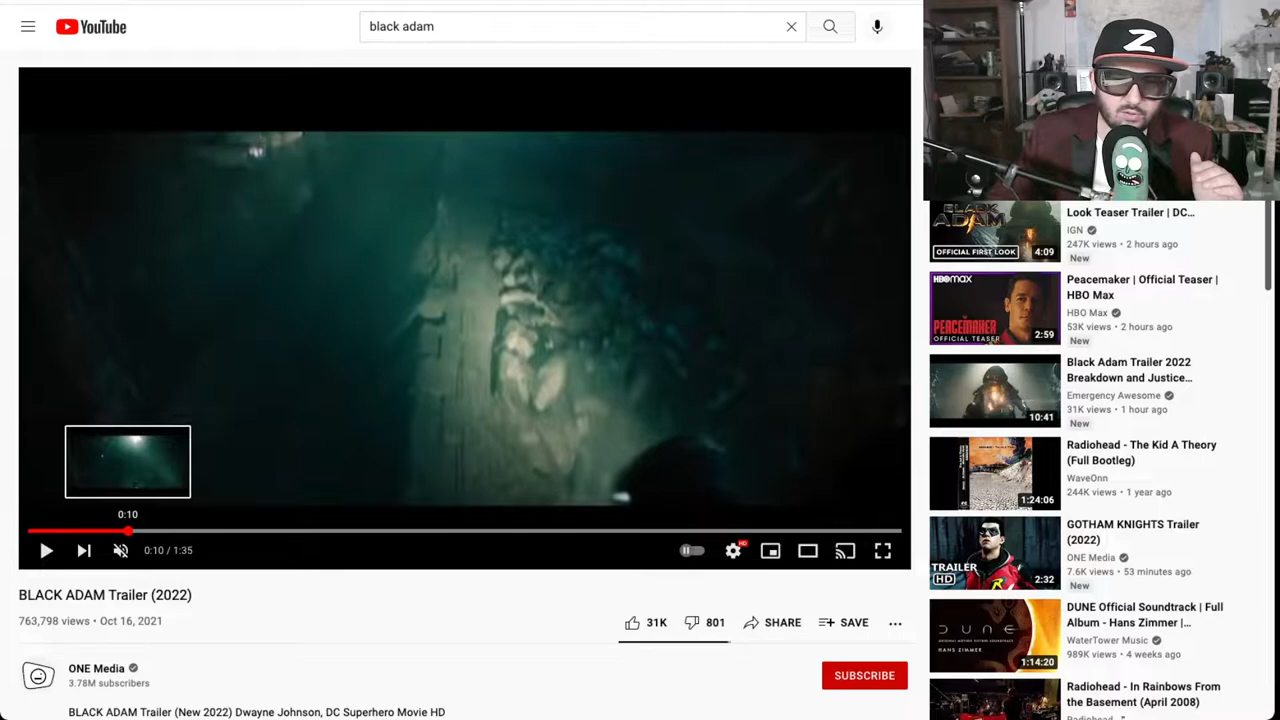 YouTube
black adam
Z
0:10
0:10 / 1:35
HD
BLACK ADAM Trailer (2022)
763,798 views • Oct 16, 2021
31K
801
SHARE
SAVE
ONE Media
3.78M subscribers
SUBSCRIBE
BLACK ADAM Trailer (New 2022) Dwayne Johnson, DC Superhero Movie HD
BLACK
ADAM
OFFICIAL FIRST LOOK
4:09
Look Teaser Trailer | DC...
IGN
247K views • 2 hours ago
New
HBOMAX
PEACEMAKER
OFFICIAL TEASER
2:59
Peacemaker | Official Teaser |
HBO Max
HBO Max
53K views • 2 hours ago
New
10:41
Black Adam Trailer 2022
Breakdown and Justice...
Emergency Awesome
31K views • 1 hour ago
New
1:24:06
Radiohead - The Kid A Theory
(Full Bootleg)
WaveOnn
244K views • 1 year ago
TRAILER
HD
2:32
GOTHAM KNIGHTS Trailer
(2022)
ONE Media
7.6K views • 53 minutes ago
New
DUNE
HANS ZIMMER
1:14:20
DUNE Official Soundtrack | Full
Album - Hans Zimmer |...
WaterTower Music
989K views • 4 weeks ago
Radiohead - In Rainbows From
the Basement (April 2008)
Radiohead